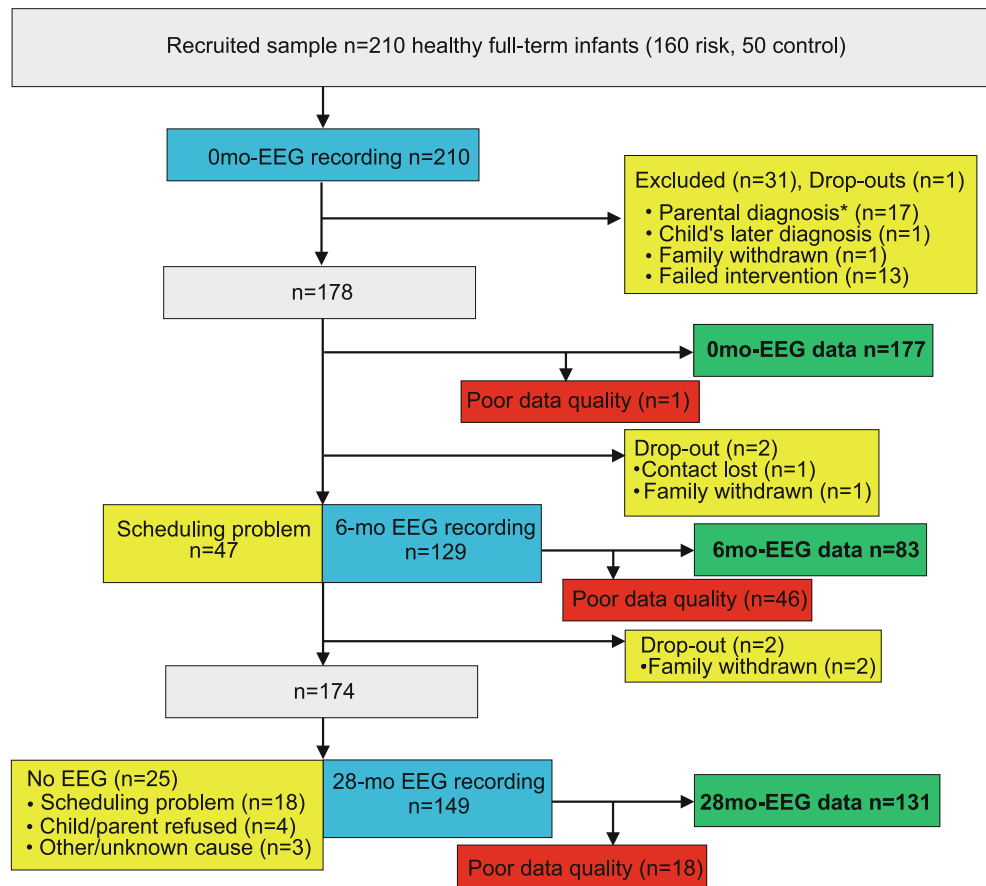 Recruited sample n=210 healthy full-term infants (160 risk, 50 control)
0mo-EEG recording n=210
Excluded (n=31), Drop-outs (n=1)
• Parental diagnosis* (n=17)
• Child's later diagnosis (n=1)
• Family withdrawn (n=1)
• Failed intervention (n=13)
n=178
0mo-EEG data n=177
Poor data quality (n=1)
Drop-out (n=2)
•Contact lost (n=1)
•Family withdrawn (n=1)
Scheduling problem
n=47
6-mo EEG recording
n=129
6mo-EEG data n=83
Poor data quality (n=46)
Drop-out (n=2)
•Family withdrawn (n=2)
n=174
No EEG (n=25)
• Scheduling problem (n=18)
• Child/parent refused (n=4)
• Other/unknown cause (n=3)
28-mo EEG recording
n=149
28mo-EEG data n=131
Poor data quality (n=18)